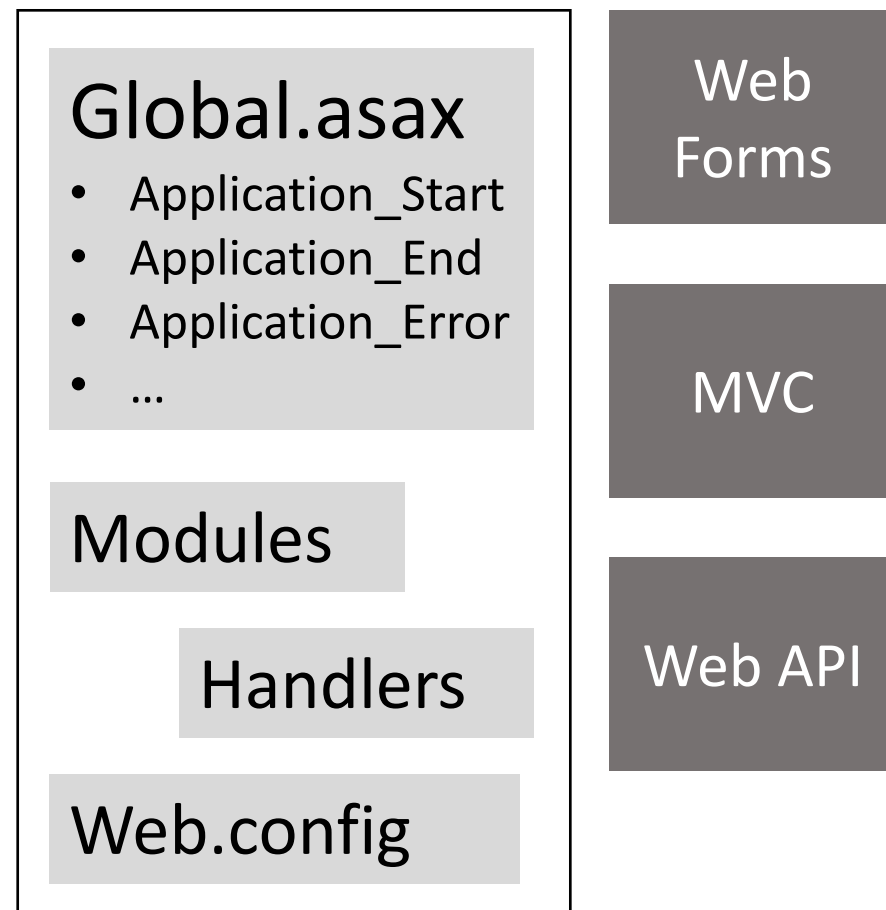 Global.asax
• Application_Start
• Application_End
• Application_Error
• …
Modules
Handlers
Web.config
Web
Forms
MVC
Web API